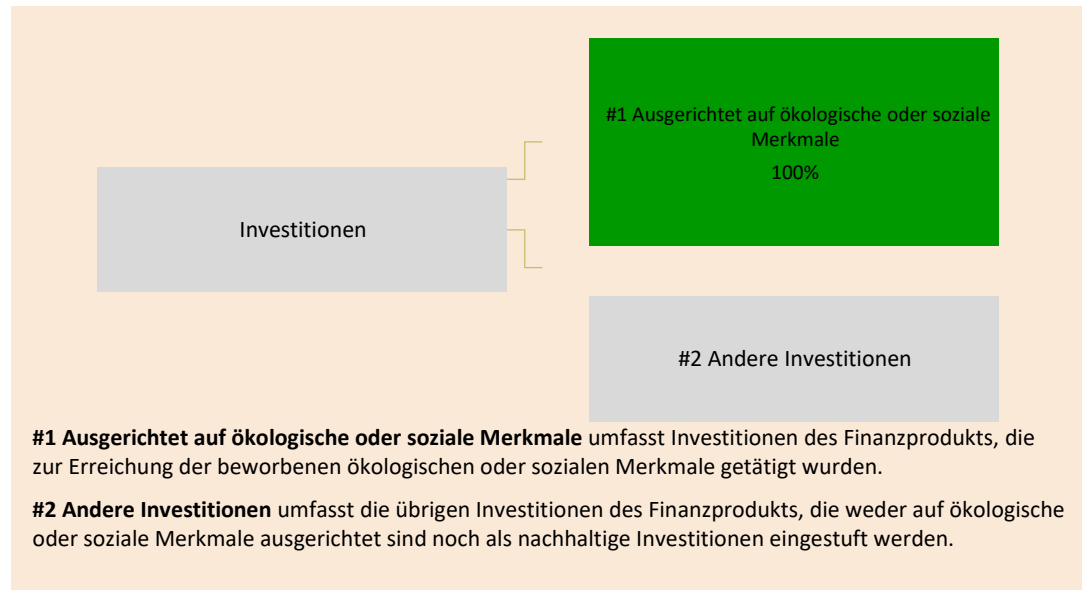 #1 Ausgerichtet auf ökologische oder soziale
Merkmale
100%
Investitionen
#2 Andere Investitionen
#1 Ausgerichtet auf ökologische oder soziale Merkmale umfasst Investitionen des Finanzprodukts, die
zur Erreichung der beworbenen ökologischen oder sozialen Merkmale getätigt wurden.
#2 Andere Investitionen umfasst die übrigen Investitionen des Finanzprodukts, die weder auf ökologische
oder soziale Merkmale ausgerichtet sind noch als nachhaltige Investitionen eingestuft werden.